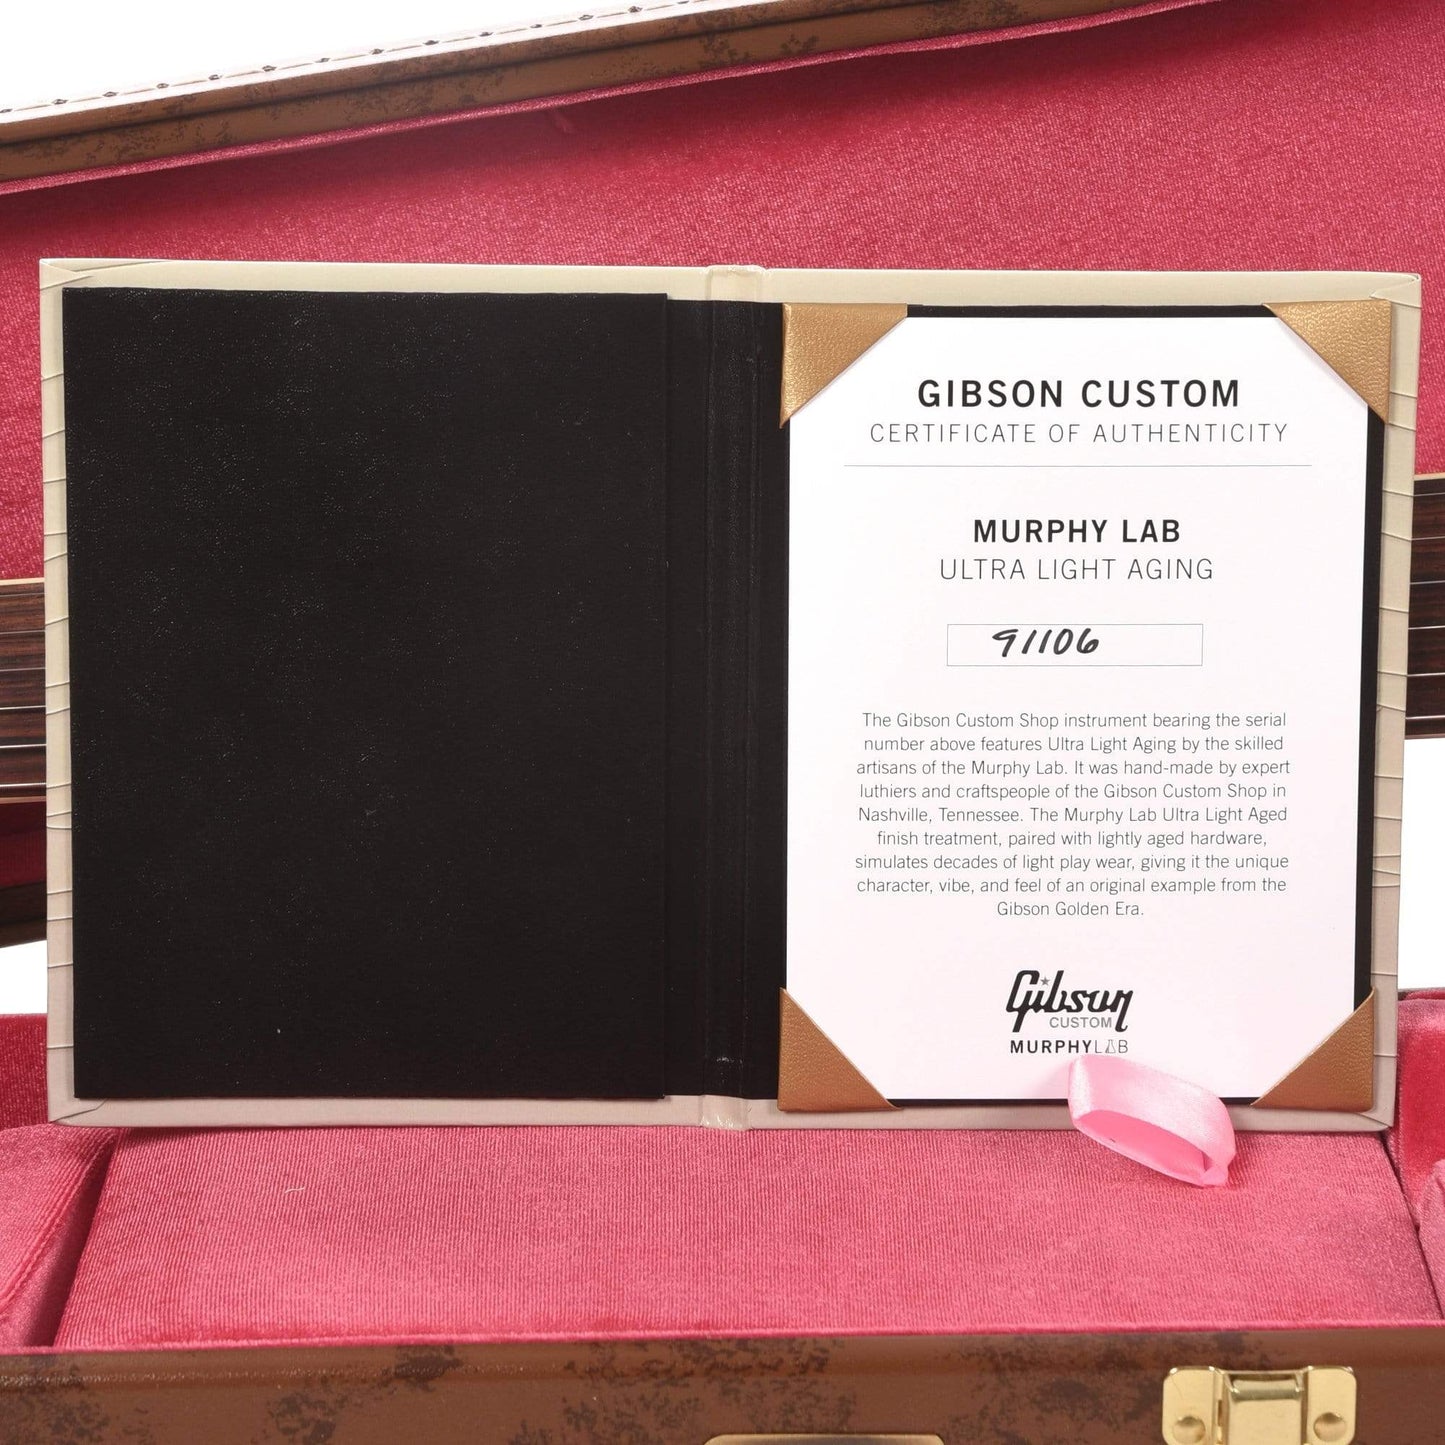 GIBSON CUSTOM
CERTIFICATE OF AUTHENTICITY
MURPHY LAB
ULTRA LIGHT AGING
91106
The Gibson Custom Shop instrument bearing the serial
number above features Ultra Light Aging by the skilled
artisans of the Murphy Lab. It was hand-made by expert
luthiers and craftspeople of the Gibson Custom Shop in
Nashville, Tennessee. The Murphy Lab Ultra Light Aged
finish treatment, paired with lightly aged hardware,
simulates decades of light play wear, giving it the unique
character, vibe, and feel of an original example from the
Gibson Golden Era.
Gibson
CUSTOM
MURPHYLAB